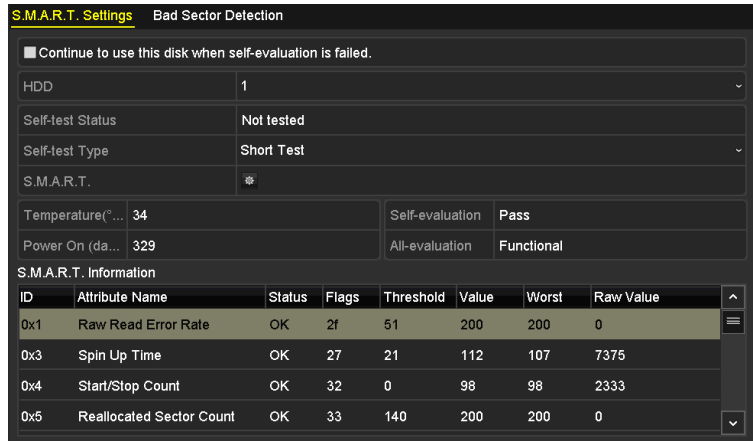 S.M.A.R.T. Settings Bad Sector Detection
Continue to use this disk when self-evaluation is failed.
HDD 1
Self-test Status Not tested
Self-test Type Short Test
S.M.A.R.T.
Temperature(°... 34 Self-evaluation Pass
Power On (da... 329 All-evaluation Functional
S.M.A.R.T. Information
ID Attribute Name Status Flags Threshold Value Worst Raw Value
0x1 Raw Read Error Rate OK 2f 51 200 200 0
0x3 Spin Up Time OK 27 21 112 107 7375
0x4 Start/Stop Count OK 32 0 98 98 2333
0x5 Reallocated Sector Count OK 33 140 200 200 0